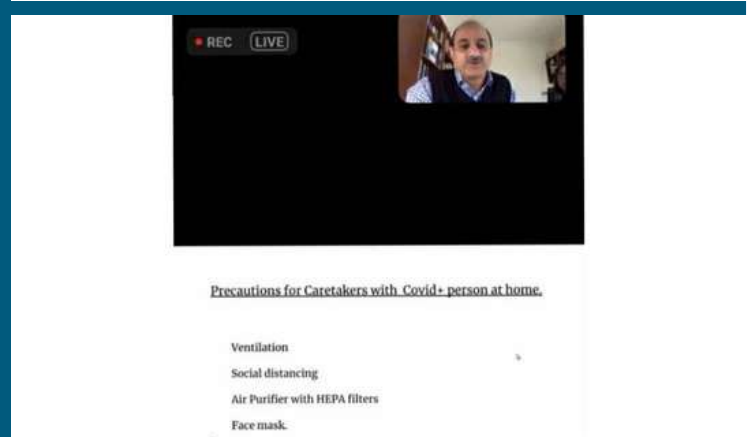 REC LIVE
Precautions for Caretakers with Covid+ person at home.
Ventilation
Social distancing
Air Purifier with HEPA filters
Face mask.